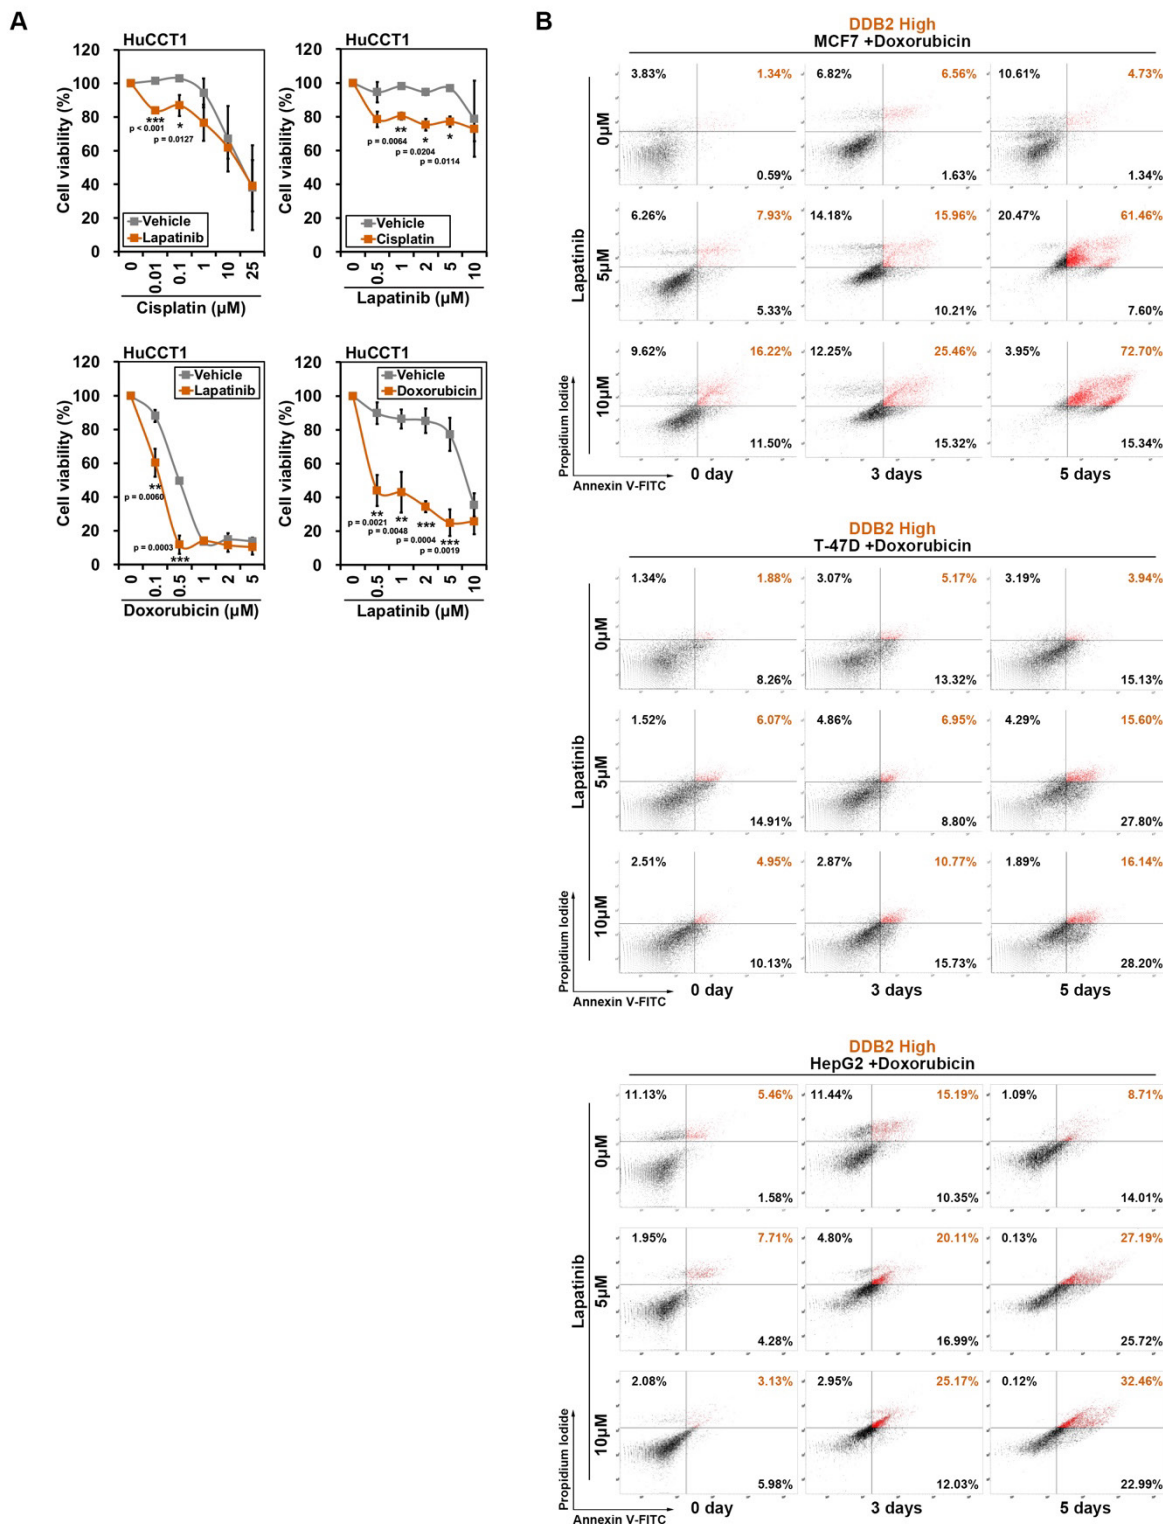 A
HuCCT1
Cell viability (%)
120
100
80
60
40
20
0
p < 0.001
***
*
p = 0.0127
Vehicle
Lapatinib
0
0.01
0.1
1
10
25
Cisplatin (µM)
HuCCT1
Cell viability (%)
120
100
80
60
40
20
0
**
p = 0.0064
*
p = 0.0204
*
p = 0.0114
Vehicle
Cisplatin
0
0.5
1
2
5
10
Lapatinib (µM)
HuCCT1
Cell viability (%)
120
100
80
60
40
20
0
Vehicle
Lapatinib
**
p = 0.0060
p = 0.0003
***
0
0.1
0.5
1
2
5
Doxorubicin (µM)
HuCCT1
Cell viability (%)
120
100
80
60
40
20
0
Vehicle
Doxorubicin
**
p = 0.0021
**
p = 0.0048
***
p = 0.0004
***
p = 0.0019
0
0.5
1
2
5
10
Lapatinib (µM)
B
DDB2 High
MCF7 +Doxorubicin
Lapatinib
0µM
3.83% 1.34% 6.82% 6.56% 10.61% 4.73%
0.59% 1.63% 1.34%
5µM
6.26% 7.93% 14.18% 15.96% 20.47% 61.46%
5.33% 10.21% 7.60%
10µM
9.62% 16.22% 12.25% 25.46% 3.95% 72.70%
11.50% 15.32% 15.34%
Propidium Iodide
Annexin V-FITC
0 day 3 days 5 days
DDB2 High
T-47D +Doxorubicin
Lapatinib
0µM
1.34% 1.88% 3.07% 5.17% 3.19% 3.94%
8.26% 13.32% 15.13%
5µM
1.52% 6.07% 4.86% 6.95% 4.29% 15.60%
14.91% 8.80% 27.80%
10µM
2.51% 4.95% 2.87% 10.77% 1.89% 16.14%
10.13% 15.73% 28.20%
Propidium Iodide
Annexin V-FITC
0 day 3 days 5 days
DDB2 High
HepG2 +Doxorubicin
Lapatinib
0µM
11.13% 5.46% 11.44% 15.19% 1.09% 8.71%
1.58% 10.35% 14.01%
5µM
1.95% 7.71% 4.80% 20.11% 0.13% 27.19%
4.28% 16.99% 25.72%
10µM
2.08% 3.13% 2.95% 25.17% 0.12% 32.46%
5.98% 12.03% 22.99%
Propidium Iodide
Annexin V-FITC
0 day 3 days 5 days